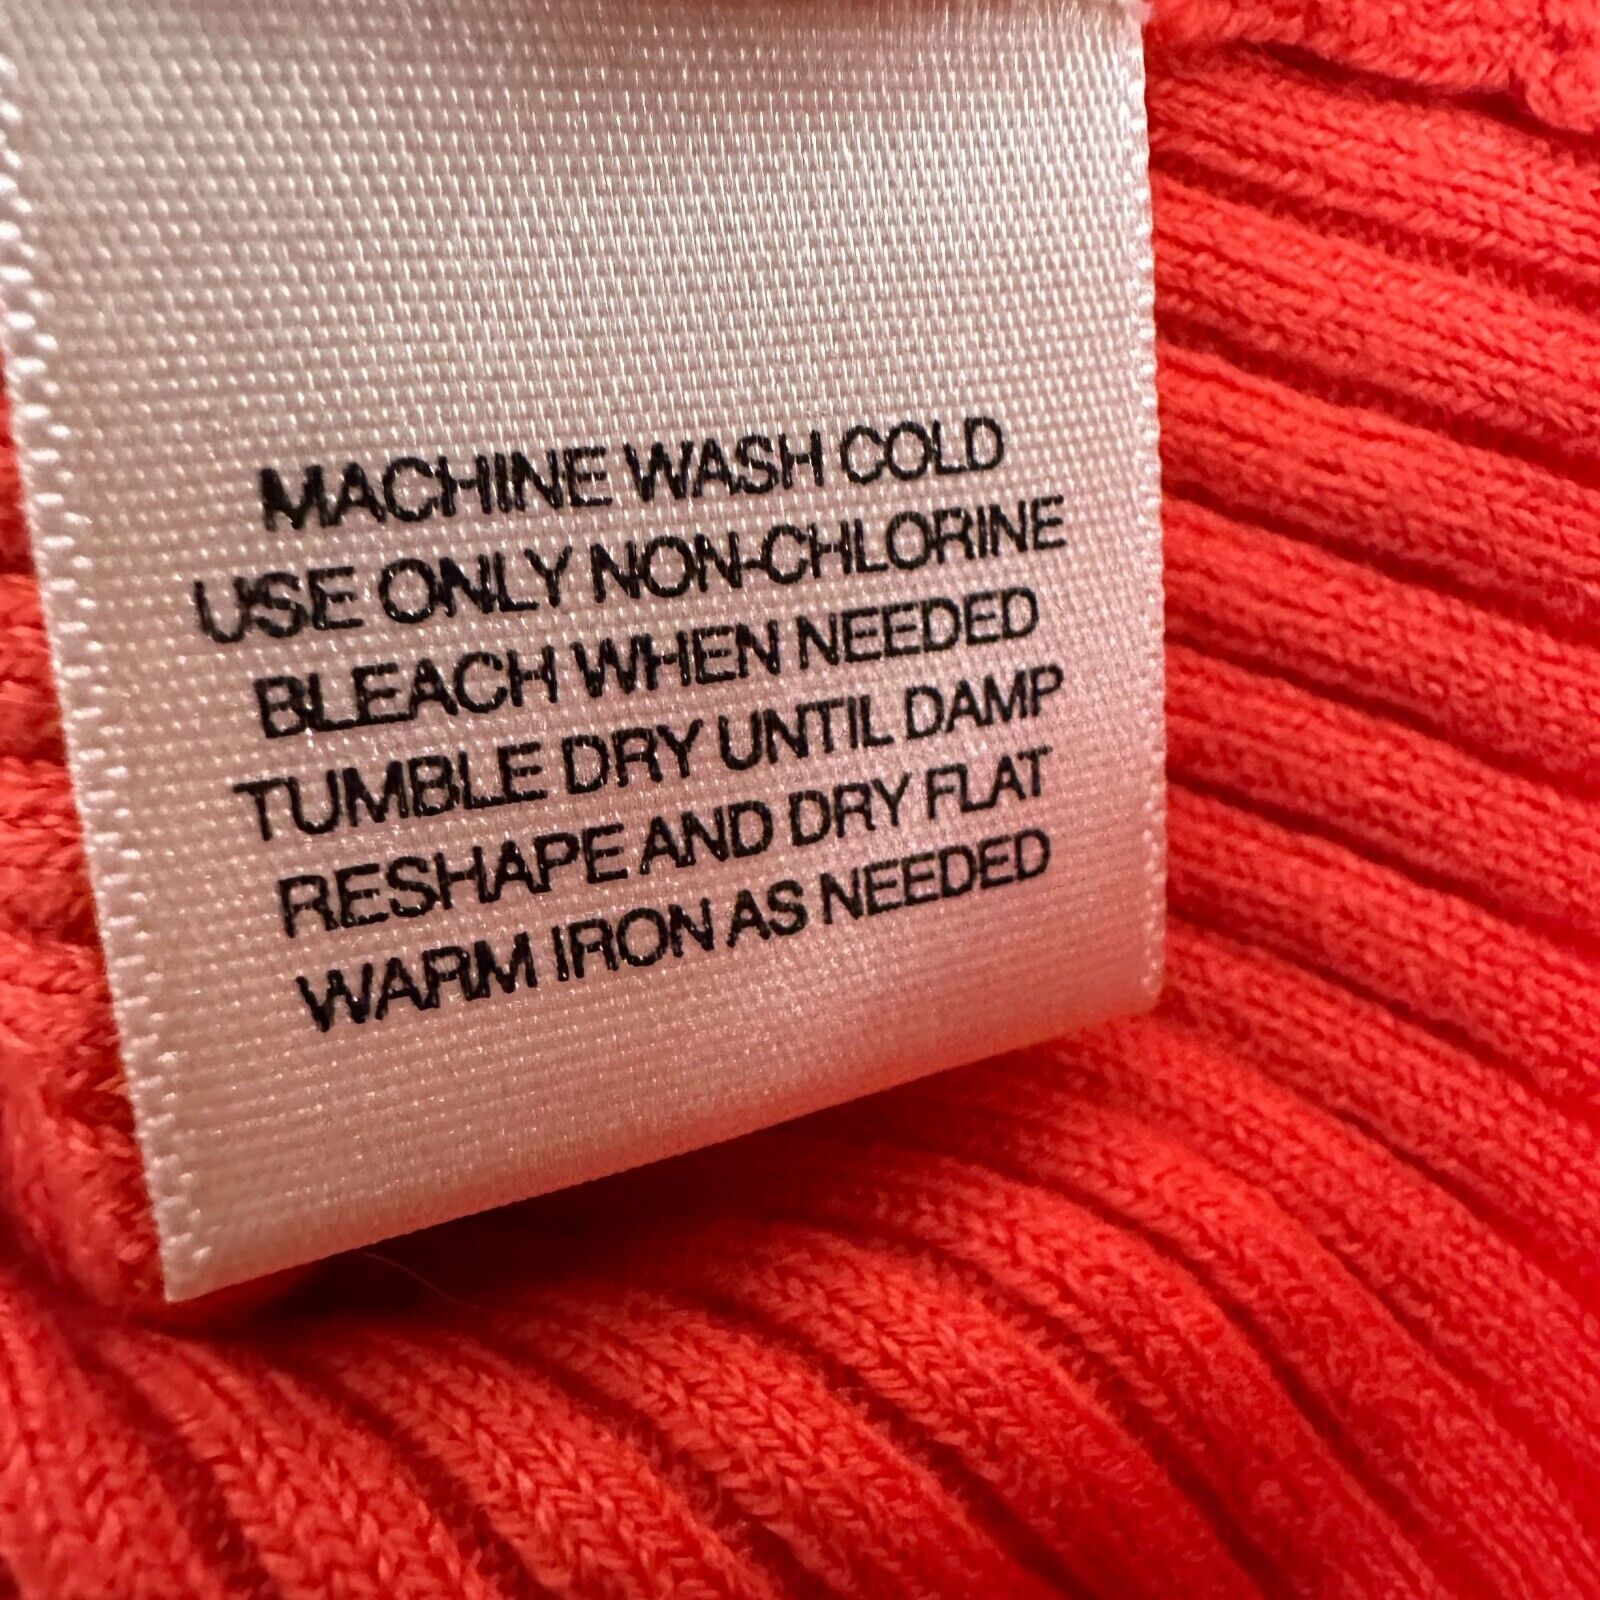 MACHINE WASH COLD
USE ONLY NON-CHLORINE
BLEACH WHEN NEEDED
TUMBLE DRY UNTIL DAMP
RESHAPE AND DRY FLAT
WARM IRON AS NEEDED